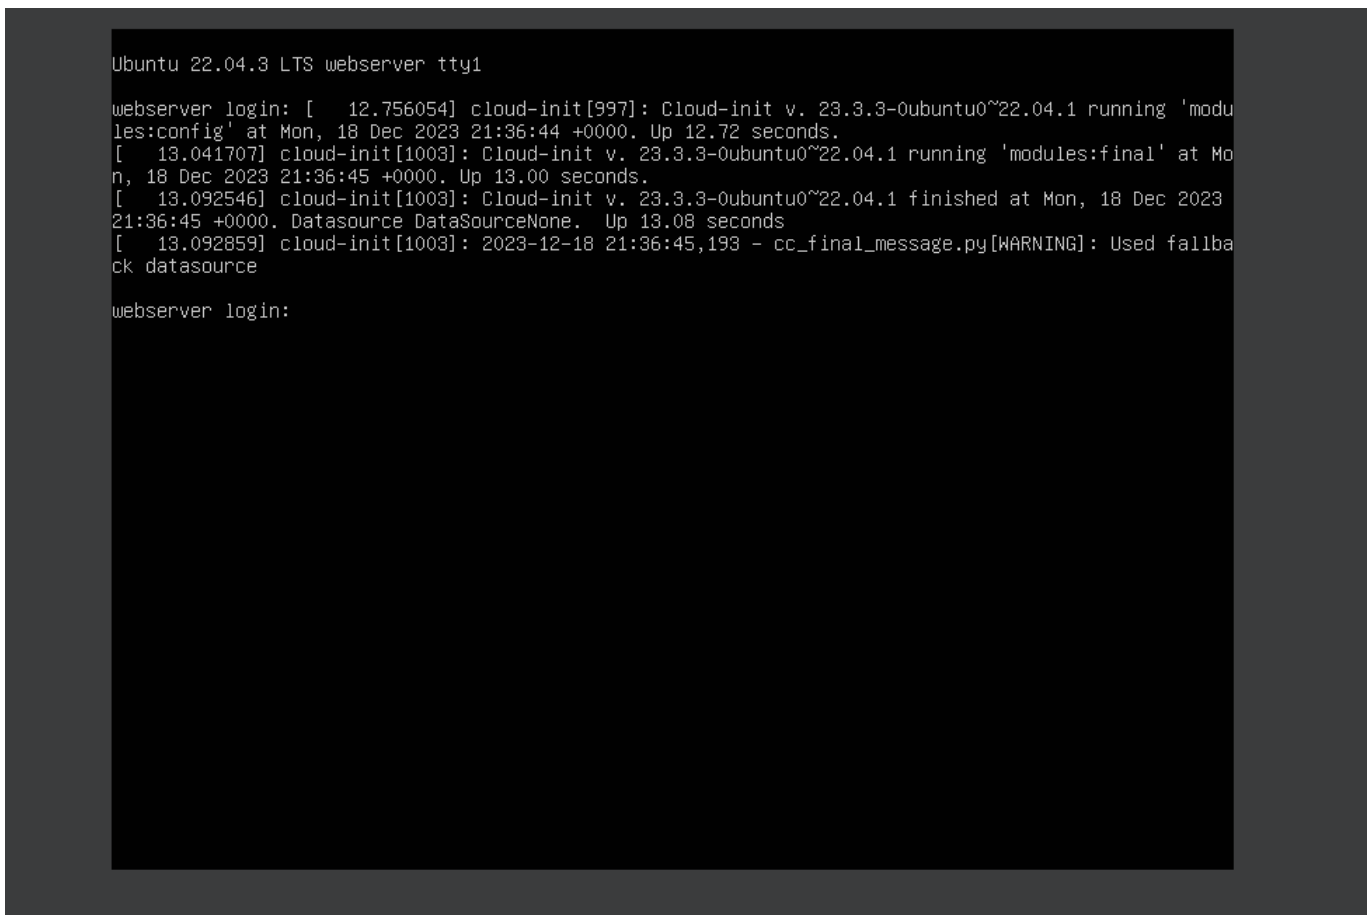 Ubuntu 22.04.3 LTS webserver tty1
webserver login: [   12.756054] cloud-init[997]: Cloud-init v. 23.3.3-0ubuntu0~22.04.1 running 'modu
les:config' at Mon, 18 Dec 2023 21:36:44 +0000. Up 12.72 seconds.
[   13.041707] cloud-init[1003]: Cloud-init v. 23.3.3-0ubuntu0~22.04.1 running 'modules:final' at Mo
n, 18 Dec 2023 21:36:45 +0000. Up 13.00 seconds.
[   13.092546] cloud-init[1003]: Cloud-init v. 23.3.3-0ubuntu0~22.04.1 finished at Mon, 18 Dec 2023
21:36:45 +0000. Datasource DataSourceNone.  Up 13.08 seconds
[   13.092859] cloud-init[1003]: 2023-12-18 21:36:45,193 - cc_final_message.py[WARNING]: Used fallba
ck datasource
webserver login: